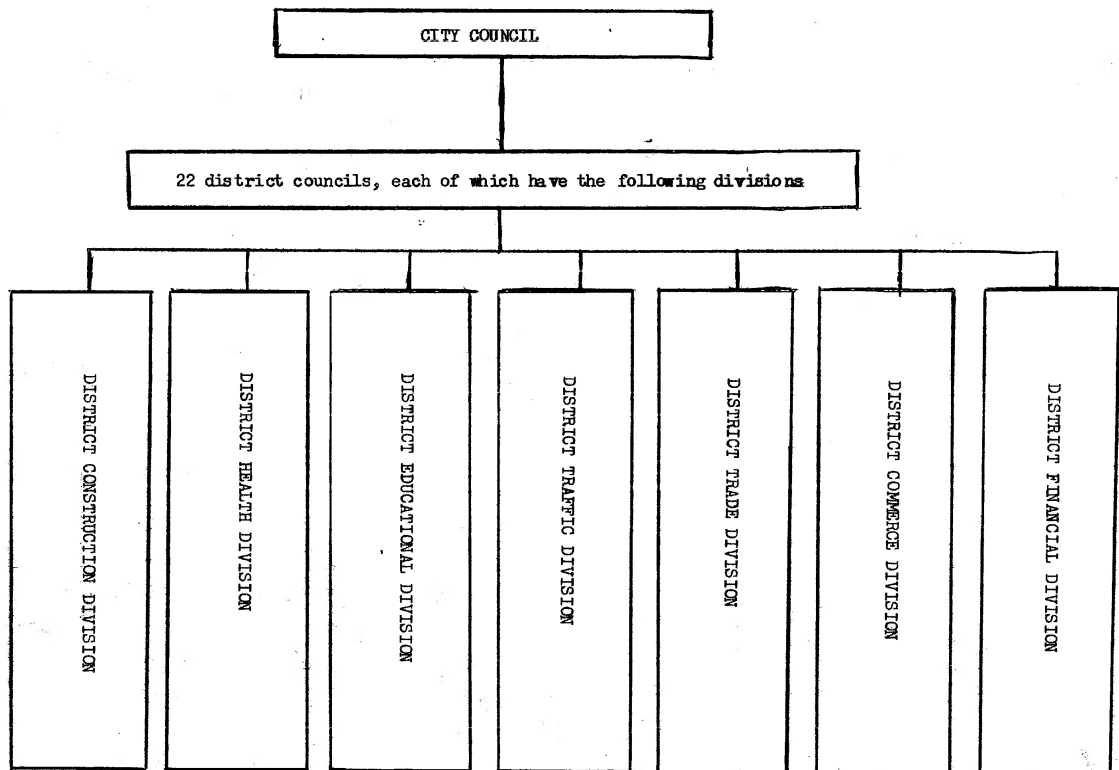 CITY COUNCIL
22 district councils, each of which have the following divisions
DISTRICT CONSTRUCTION DIVISION
DISTRICT HEALTH DIVISION
DISTRICT EDUCATIONAL DIVISION
DISTRICT TRAFFIC DIVISION
DISTRICT TRADE DIVISION
DISTRICT COMMERCE DIVISION
DISTRICT FINANCIAL DIVISION